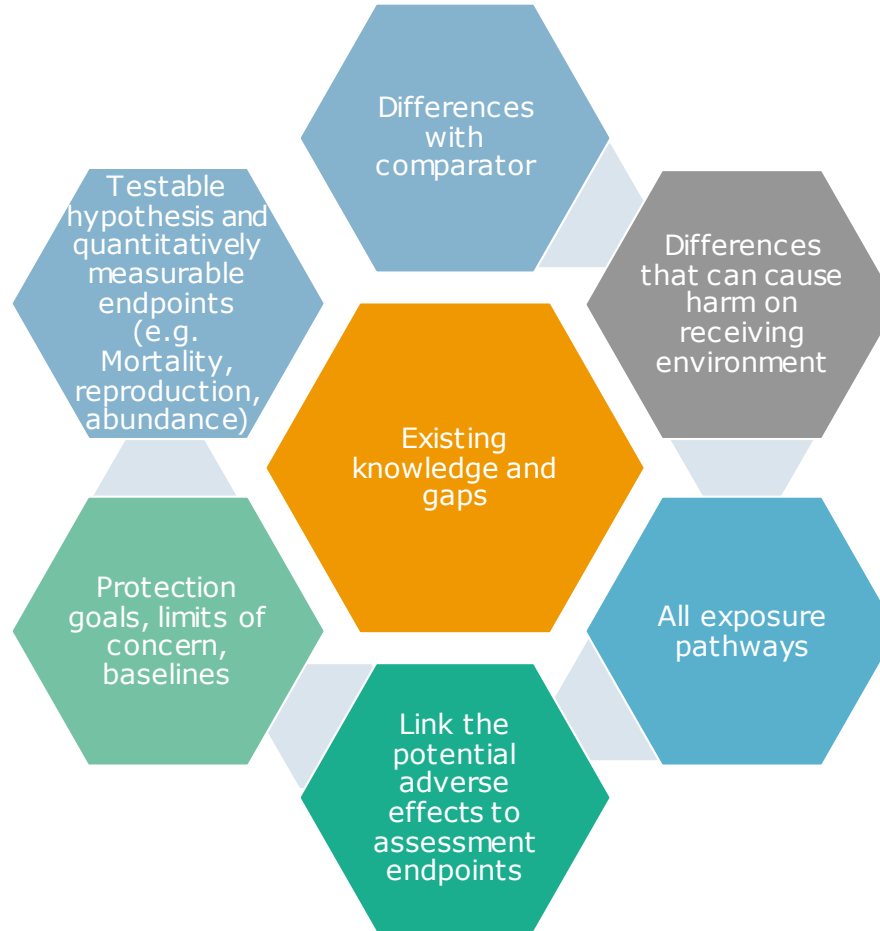 Differences
with
comparator
Differences
that can cause
harm on
receiving
environment
All exposure
pathways
Link the
potential
adverse
effects to
assessment
endpoints
Protection
goals, limits of
concern,
baselines
Testable
hypothesis and
quantitatively
measurable
endpoints
(e.g.
Mortality,
reproduction,
abundance)
Existing
knowledge and
gaps